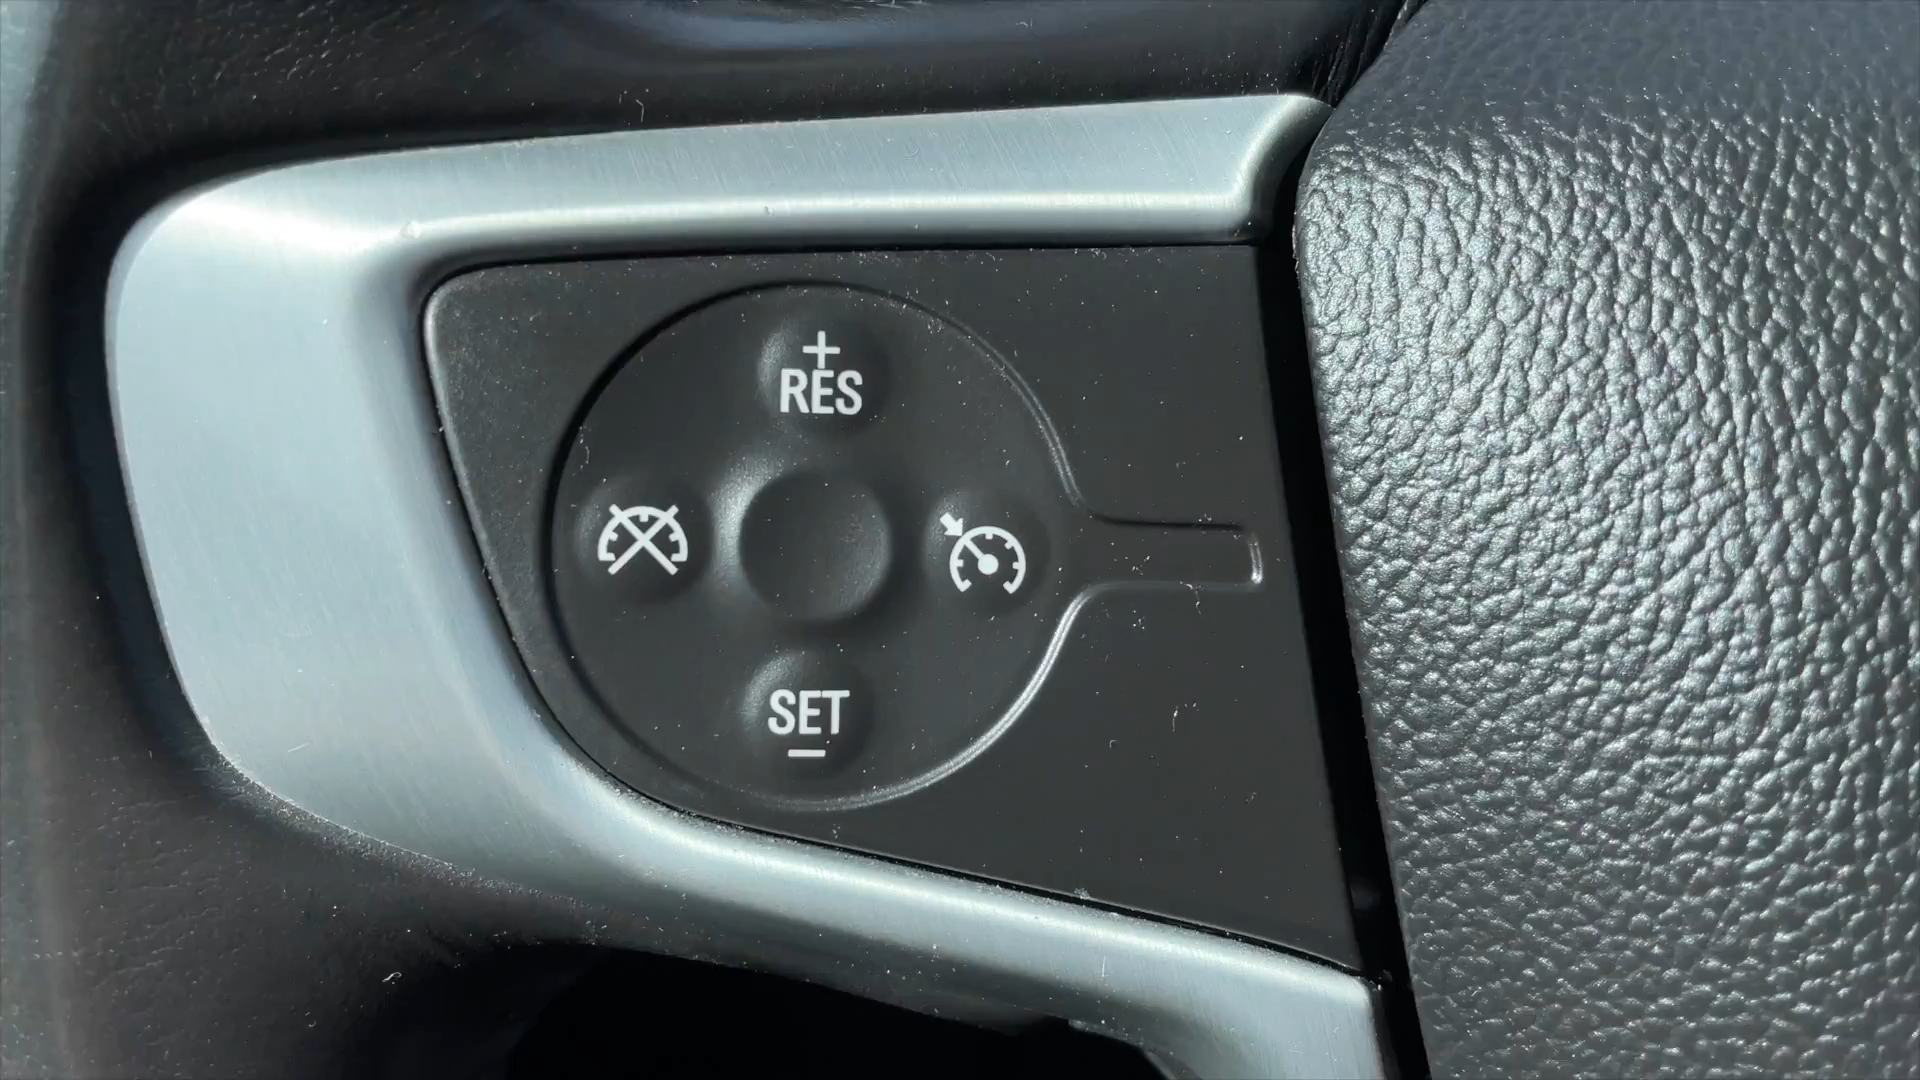 +
RES
SET
–